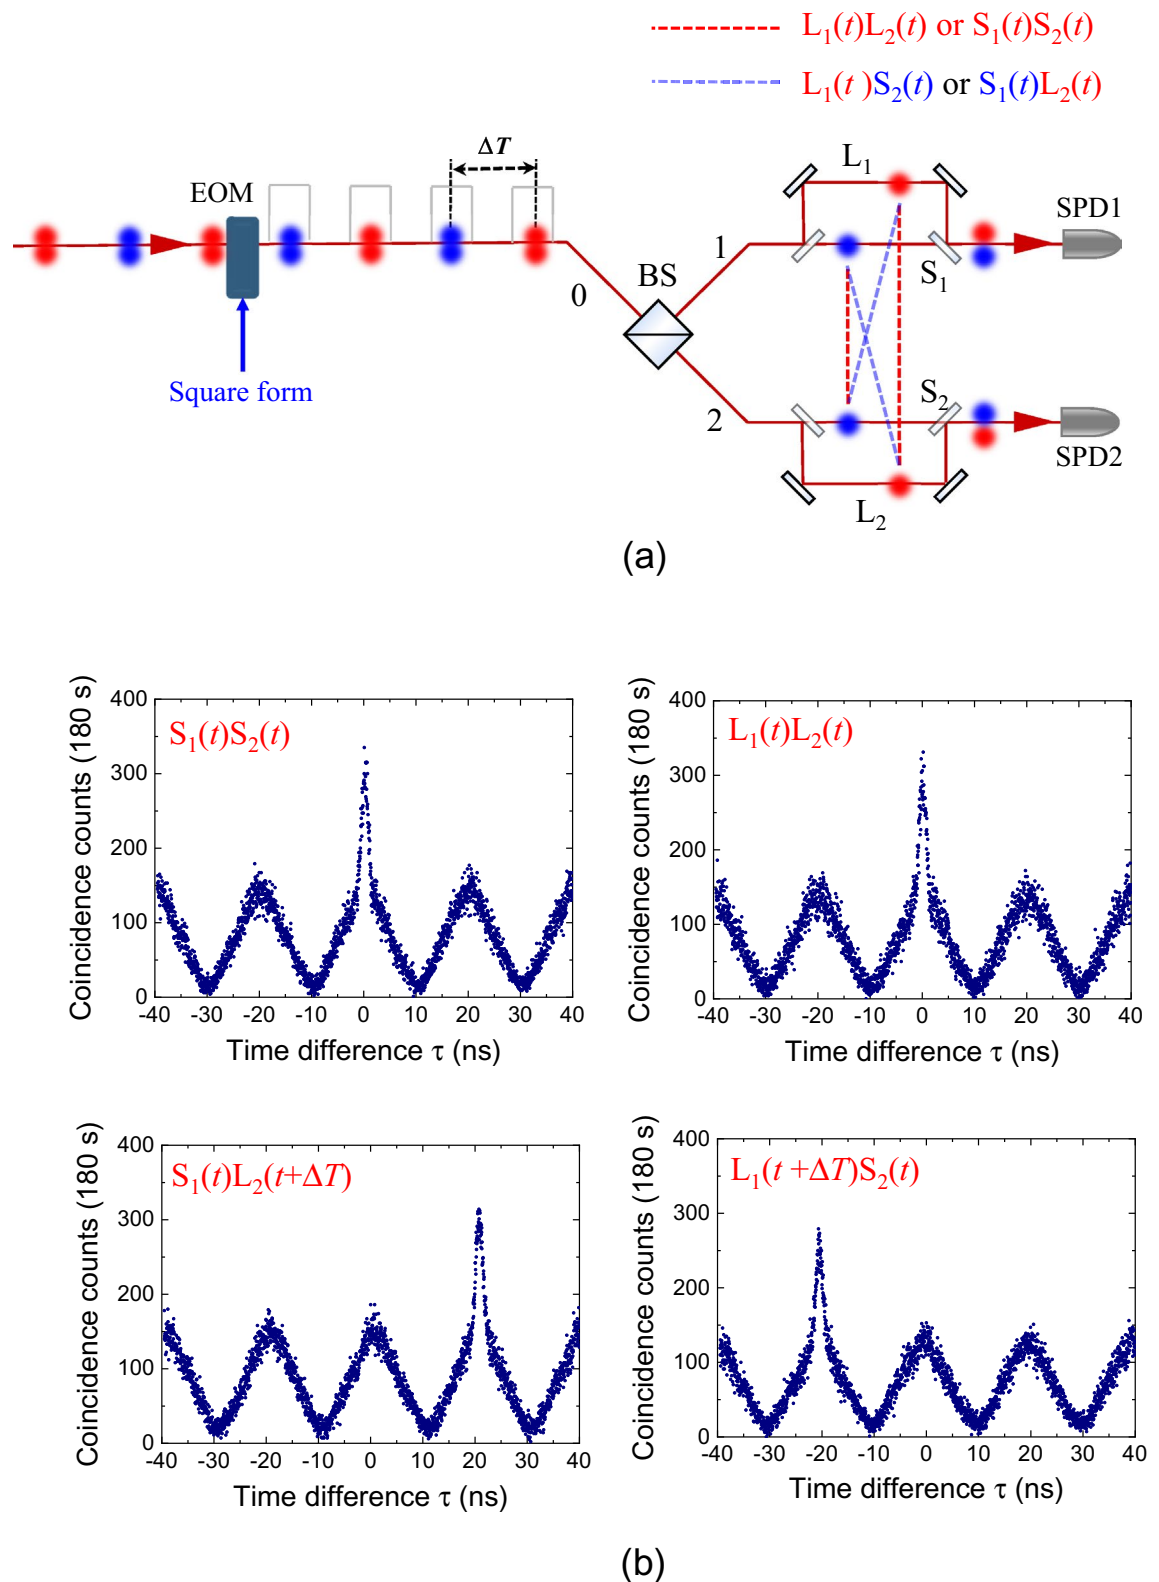 L₁(t)L₂(t) or S₁(t)S₂(t)
L₁(t )S₂(t) or S₁(t)L₂(t)
ΔT
EOM
L₁
SPD1
1
S₁
BS
0
Square form
2
S₂
SPD2
L₂
(a)
S₁(t)S₂(t)
Coincidence counts (180 s)
400
300
200
100
0
-40 -30 -20 -10 0 10 20 30 40
Time difference τ (ns)
L₁(t)L₂(t)
Coincidence counts (180 s)
400
300
200
100
0
-40 -30 -20 -10 0 10 20 30 40
Time difference τ (ns)
S₁(t)L₂(t+ΔT)
Coincidence counts (180 s)
400
300
200
100
0
-40 -30 -20 -10 0 10 20 30 40
Time difference τ (ns)
L₁(t +ΔT)S₂(t)
Coincidence counts (180 s)
400
300
200
100
0
-40 -30 -20 -10 0 10 20 30 40
Time difference τ (ns)
(b)